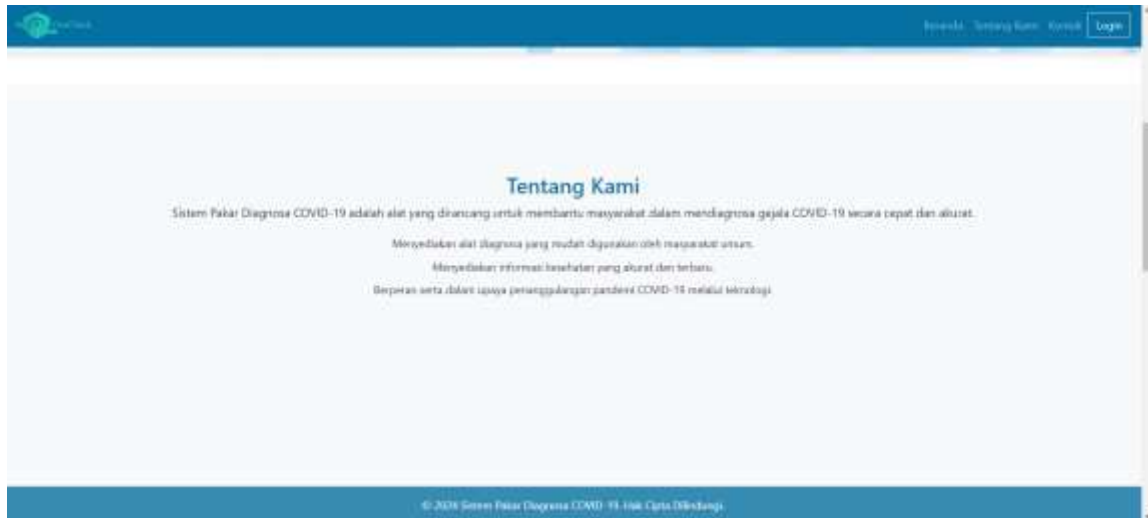 Beranda Tentang Kami Kontak Login
Tentang Kami
Sistem Pakar Diagnosa COVID-19 adalah alat yang dirancang untuk membantu masyarakat dalam mendiagnosa gejala COVID-19 secara cepat dan akurat.
Menyediakan alat diagnosa yang mudah digunakan oleh masyarakat umum.
Menyediakan informasi kesehatan yang akurat dan terbaru.
Berperan serta dalam upaya penanggulangan pandemi COVID-19 melalui teknologi.
© 2024 Sistem Pakar Diagnosa COVID-19. Hak Cipta Dilindungi.